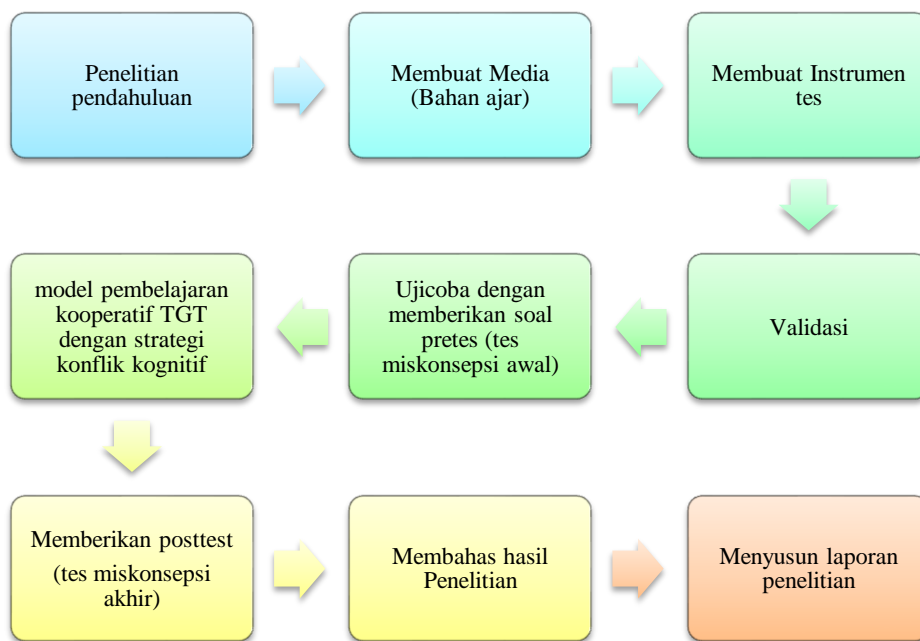 Penelitian
pendahuluan
Membuat Media
(Bahan ajar)
Membuat Instrumen
tes
Validasi
Ujicoba dengan
memberikan soal
pretes (tes
miskonsepsi awal)
model pembelajaran
kooperatif TGT
dengan strategi
konflik kognitif
Memberikan posttest
(tes miskonsepsi
akhir)
Membahas hasil
Penelitian
Menyusun laporan
penelitian